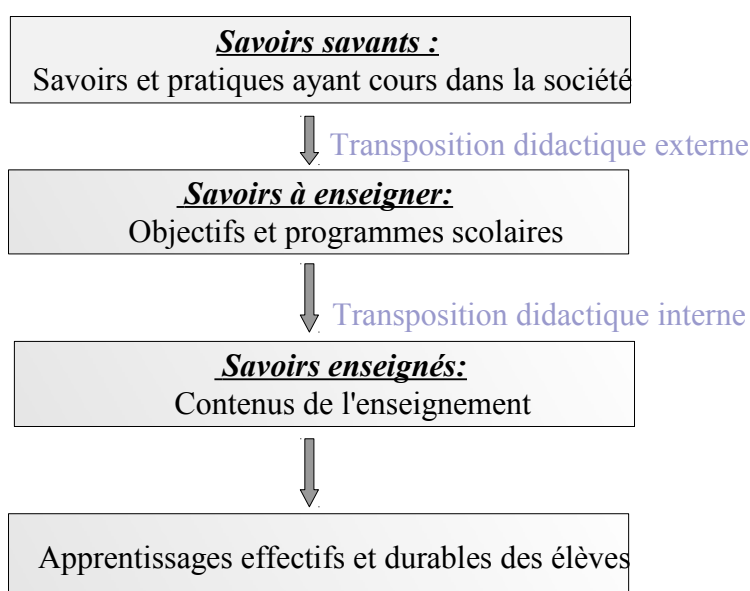 Savoirs savants :
Savoirs et pratiques ayant cours dans la société
Transposition didactique externe
Savoirs à enseigner:
Objectifs et programmes scolaires
Transposition didactique interne
Savoirs enseignés:
Contenus de l'enseignement
Apprentissages effectifs et durables des élèves